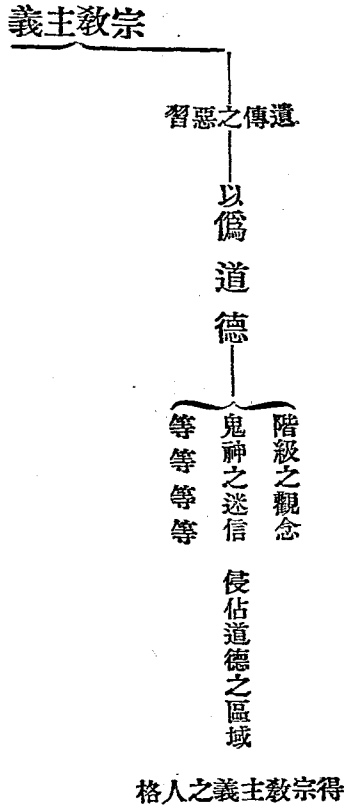 宗敎主義
遺傳之惡習
以僞道德
階級之觀念
鬼神之迷信
等等等等
侵佔道德之區域
得宗敎主義之人格